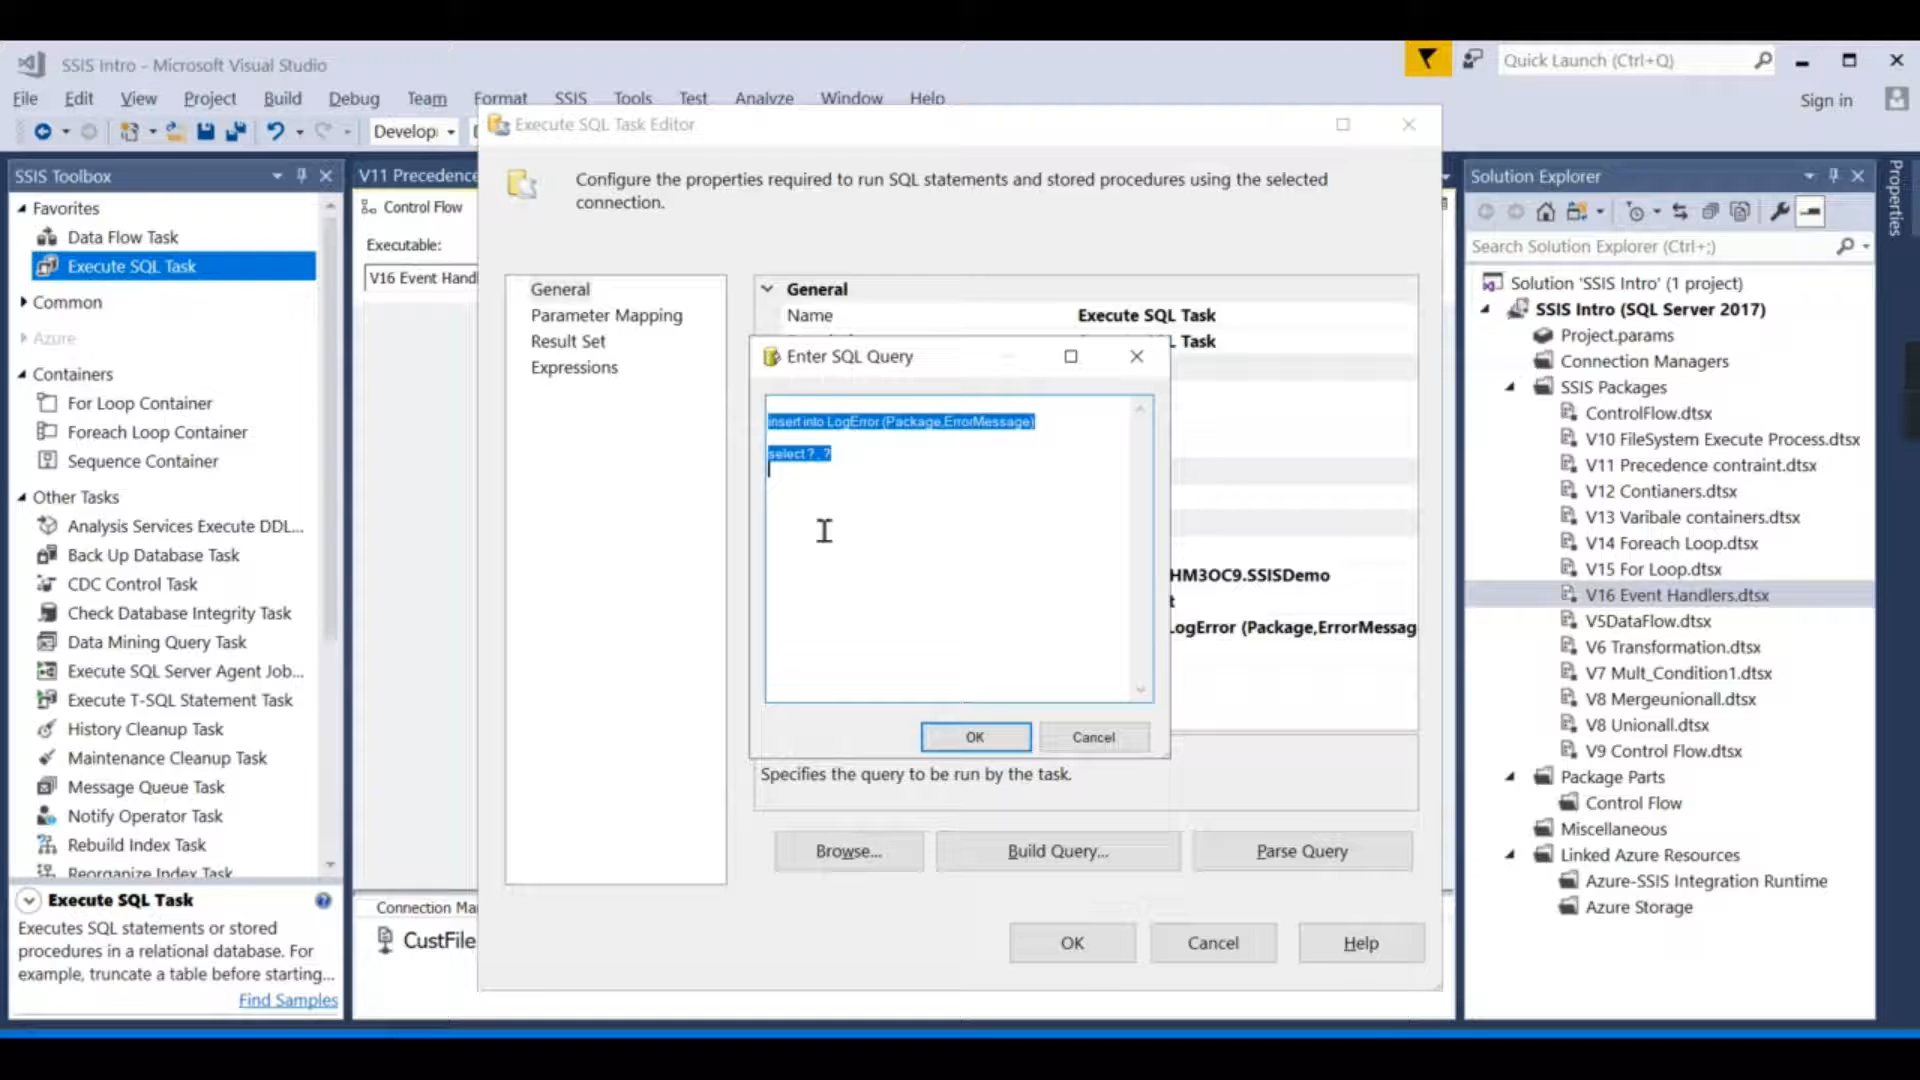 SSIS Intro - Microsoft Visual Studio
Quick Launch (Ctrl+Q)
File Edit View Project Build Debug Team Format SSIS Tools Test Analyze Window Help
Sign in
Develop
SSIS Toolbox
Favorites
Data Flow Task
Execute SQL Task
Common
Azure
Containers
For Loop Container
Foreach Loop Container
Sequence Container
Other Tasks
Analysis Services Execute DDL...
Back Up Database Task
CDC Control Task
Check Database Integrity Task
Data Mining Query Task
Execute SQL Server Agent Job...
Execute T-SQL Statement Task
History Cleanup Task
Maintenance Cleanup Task
Message Queue Task
Notify Operator Task
Rebuild Index Task
Reorganize Index Task
Execute SQL Task
Executes SQL statements or stored
procedures in a relational database. For
example, truncate a table before starting...
Find Samples
V11 Precedence
Control Flow
Executable:
V16 Event Hand
Connection Ma
CustFile
Execute SQL Task Editor
Configure the properties required to run SQL statements and stored procedures using the selected
connection.
General
Parameter Mapping
Result Set
Expressions
General
Name Execute SQL Task
Task
HM3OC9.SSISDemo
t
LogError (Package,ErrorMessag
Enter SQL Query
insert into LogError (Package,ErrorMessage)
select ? , ?
OK Cancel
Specifies the query to be run by the task.
Browse... Build Query... Parse Query
OK Cancel Help
Solution Explorer
Search Solution Explorer (Ctrl+;)
Solution 'SSIS Intro' (1 project)
SSIS Intro (SQL Server 2017)
Project.params
Connection Managers
SSIS Packages
ControlFlow.dtsx
V10 FileSystem Execute Process.dtsx
V11 Precedence contraint.dtsx
V12 Contianers.dtsx
V13 Varibale containers.dtsx
V14 Foreach Loop.dtsx
V15 For Loop.dtsx
V16 Event Handlers.dtsx
V5DataFlow.dtsx
V6 Transformation.dtsx
V7 Mult_Condition1.dtsx
V8 Mergeunionall.dtsx
V8 Unionall.dtsx
V9 Control Flow.dtsx
Package Parts
Control Flow
Miscellaneous
Linked Azure Resources
Azure-SSIS Integration Runtime
Azure Storage
Properties